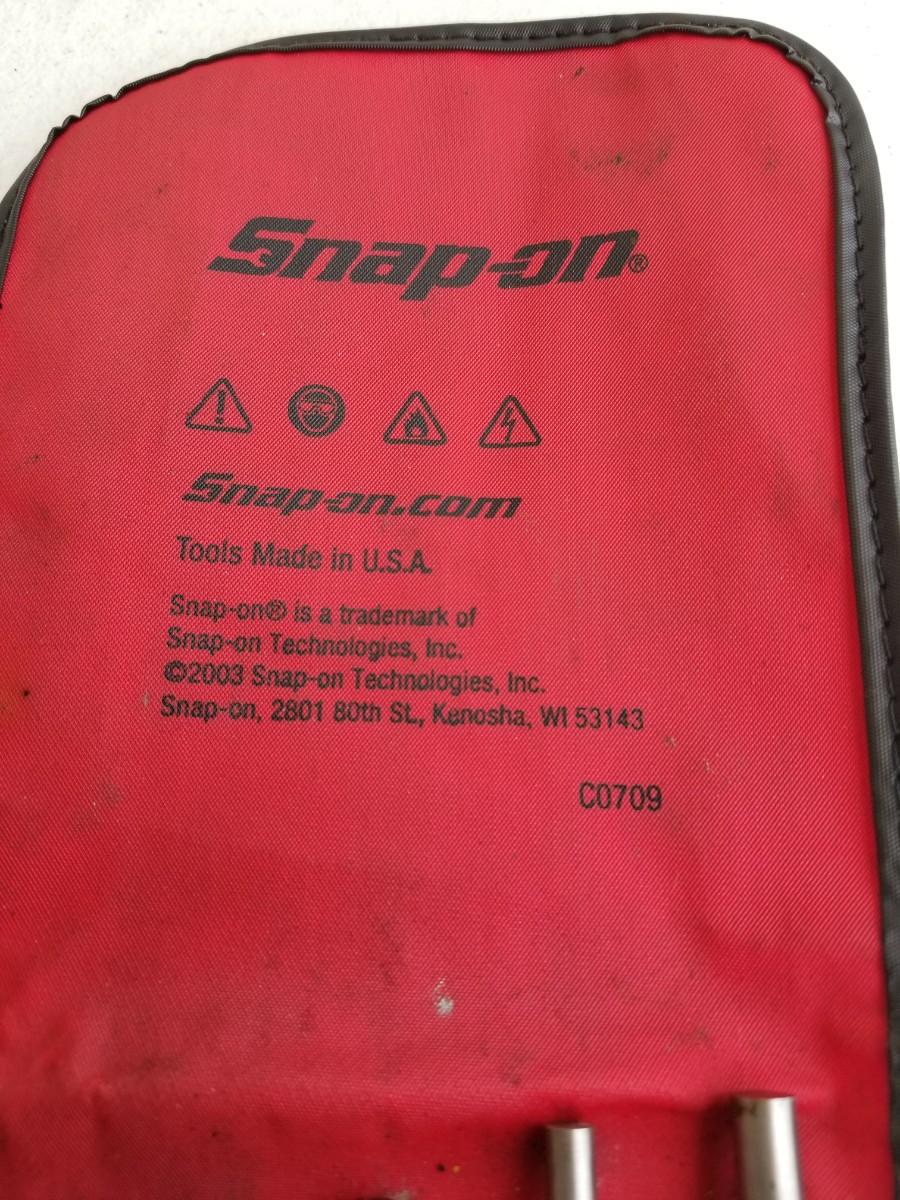 Snap-on®
Snap-on.com
Tools Made in U.S.A.
Snap-on® is a trademark of
Snap-on Technologies, Inc.
©2003 Snap-on Technologies, Inc.
Snap-on, 2801 80th St., Kenosha, WI 53143
C0709